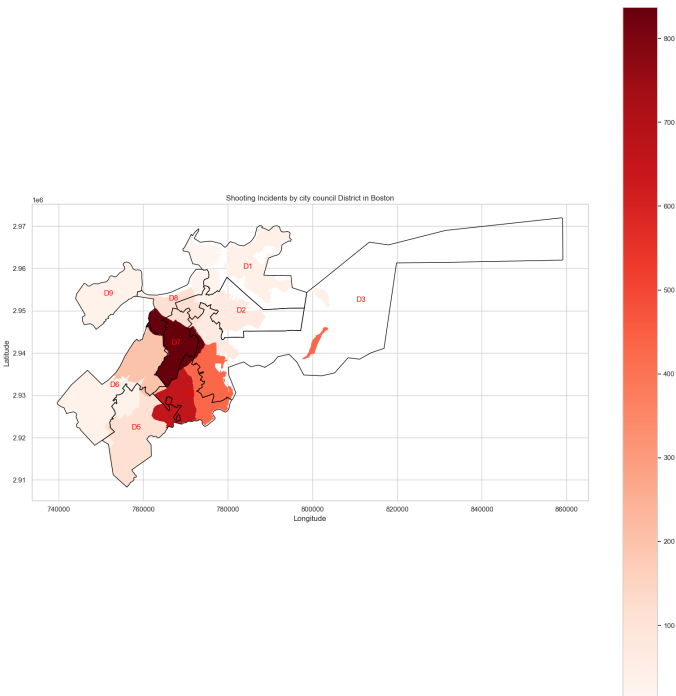 Shooting Incidents by city council District in Boston
1e6
2.97
2.96
2.95
2.94
2.93
2.92
2.91
Latitude
D1
D9
D8
D2
D3
D7
D6
D5
740000 760000 780000 800000 820000 840000 860000
Longitude
800
700
600
500
400
300
200
100